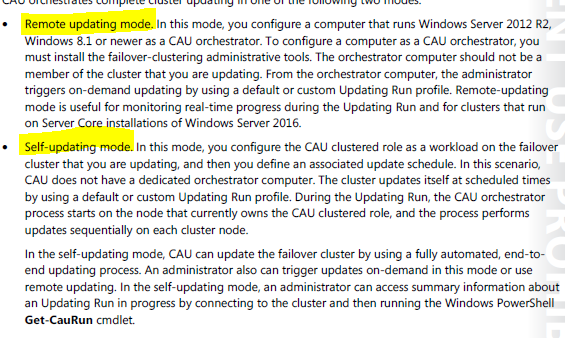 CAU orchestrates complete cluster updating in one of the following two modes:
• Remote updating mode. In this mode, you configure a computer that runs Windows Server 2012 R2,
Windows 8.1 or newer as a CAU orchestrator. To configure a computer as a CAU orchestrator, you
must install the failover-clustering administrative tools. The orchestrator computer should not be a
member of the cluster that you are updating. From the orchestrator computer, the administrator
triggers on-demand updating by using a default or custom Updating Run profile. Remote-updating
mode is useful for monitoring real-time progress during the Updating Run and for clusters that run
on Server Core installations of Windows Server 2016.
• Self-updating mode. In this mode, you configure the CAU clustered role as a workload on the failover
cluster that you are updating, and then you define an associated update schedule. In this scenario,
CAU does not have a dedicated orchestrator computer. The cluster updates itself at scheduled times
by using a default or custom Updating Run profile. During the Updating Run, the CAU orchestrator
process starts on the node that currently owns the CAU clustered role, and the process performs
updates sequentially on each cluster node.
In the self-updating mode, CAU can update the failover cluster by using a fully automated, end-to-
end updating process. An administrator also can trigger updates on-demand in this mode or use
remote updating. In the self-updating mode, an administrator can access summary information about
an Updating Run in progress by connecting to the cluster and then running the Windows PowerShell
Get-CauRun cmdlet.